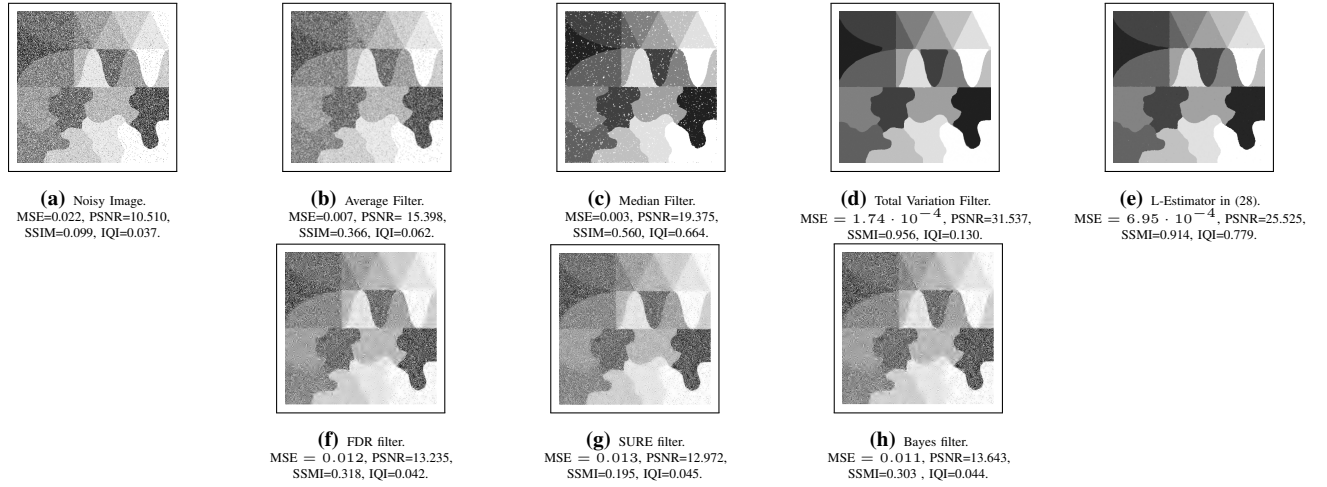 (a) Noisy Image.
MSE=0.022, PSNR=10.510,
SSIM=0.099, IQI=0.037.
(b) Average Filter.
MSE=0.007, PSNR= 15.398,
SSIM=0.366, IQI=0.062.
(c) Median Filter.
MSE=0.003, PSNR=19.375,
SSIM=0.560, IQI=0.664.
(d) Total Variation Filter.
MSE = 1.74 · 10⁻⁴, PSNR=31.537,
SSMI=0.956, IQI=0.130.
(e) L-Estimator in (28).
MSE = 6.95 · 10⁻⁴, PSNR=25.525,
SSMI=0.914, IQI=0.779.
(f) FDR filter.
MSE = 0.012, PSNR=13.235,
SSMI=0.318, IQI=0.042.
(g) SURE filter.
MSE = 0.013, PSNR=12.972,
SSMI=0.195, IQI=0.045.
(h) Bayes filter.
MSE = 0.011, PSNR=13.643,
SSMI=0.303 , IQI=0.044.